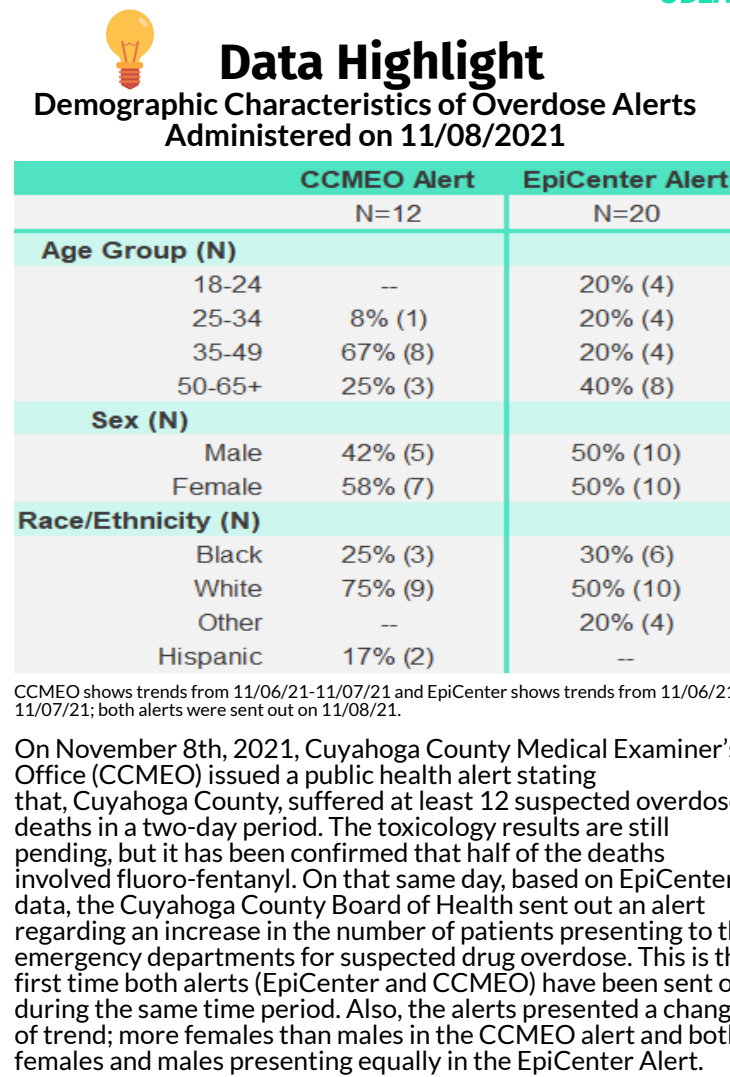 Data Highlight
Demographic Characteristics of Overdose Alerts
Administered on 11/08/2021
CCMEO Alert EpiCenter Alert
N=12 N=20
Age Group (N)
18-24 -- 20% (4)
25-34 8% (1) 20% (4)
35-49 67% (8) 20% (4)
50-65+ 25% (3) 40% (8)
Sex (N)
Male 42% (5) 50% (10)
Female 58% (7) 50% (10)
Race/Ethnicity (N)
Black 25% (3) 30% (6)
White 75% (9) 50% (10)
Other -- 20% (4)
Hispanic 17% (2) --
CCMEO shows trends from 11/06/21-11/07/21 and EpiCenter shows trends from 11/06/21
11/07/21; both alerts were sent out on 11/08/21.
On November 8th, 2021, Cuyahoga County Medical Examiner's
Office (CCMEO) issued a public health alert stating
that, Cuyahoga County, suffered at least 12 suspected overdose
deaths in a two-day period. The toxicology results are still
pending, but it has been confirmed that half of the deaths
involved fluoro-fentanyl. On that same day, based on EpiCenter
data, the Cuyahoga County Board of Health sent out an alert
regarding an increase in the number of patients presenting to
emergency departments for suspected drug overdose. This is
first time both alerts (EpiCenter and CCMEO) have been sent
during the same time period. Also, the alerts presented a
of trend; more females than males in the CCMEO alert and both
females and males presenting equally in the EpiCenter Alert.